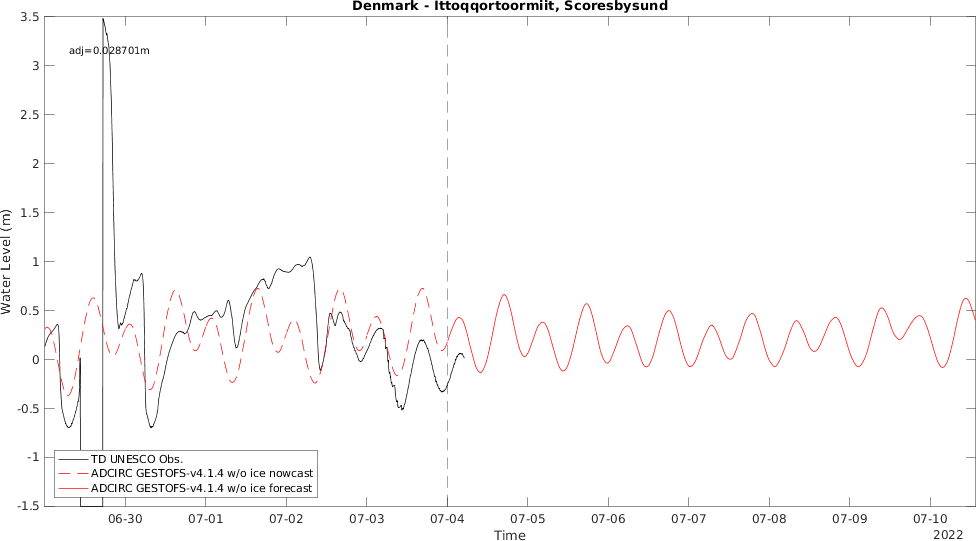 Denmark - Ittoqqortoormiit, Scoresbysund
adj=0.028701m
3.5
3
2.5
2
1.5
1
0.5
0
-0.5
-1
-1.5
Water Level (m)
TD UNESCO Obs.
ADCIRC GESTOFS-v4.1.4 w/o ice nowcast
ADCIRC GESTOFS-v4.1.4 w/o ice forecast
06-30 07-01 07-02 07-03 07-04 07-05 07-06 07-07 07-08 07-09 07-10
Time
2022